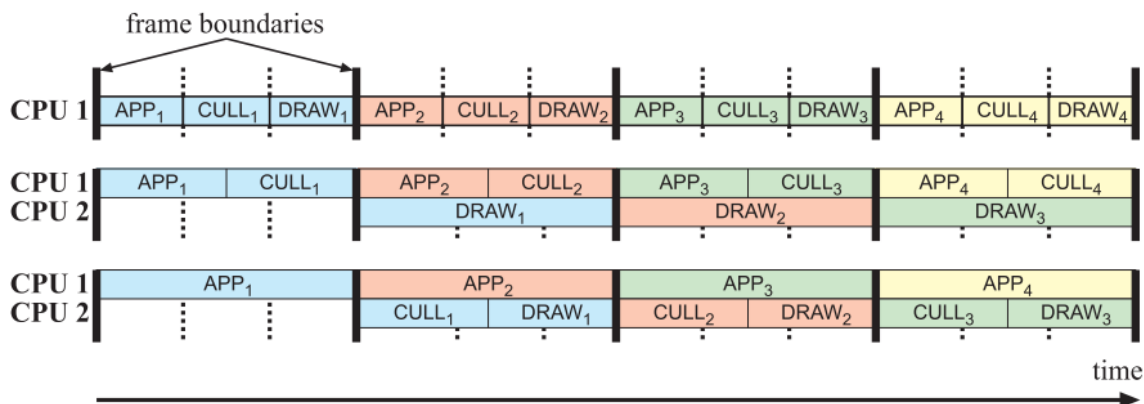 frame boundaries
CPU 1 APP₁ CULL₁ DRAW₁ APP₂ CULL₂ DRAW₂ APP₃ CULL₃ DRAW₃ APP₄ CULL₄ DRAW₄
CPU 1 APP₁ CULL₁ APP₂ CULL₂ APP₃ CULL₃ APP₄ CULL₄
CPU 2 DRAW₁ DRAW₂ DRAW₃
CPU 1 APP₁ APP₂ APP₃ APP₄
CPU 2 CULL₁ DRAW₁ CULL₂ DRAW₂ CULL₃ DRAW₃
time